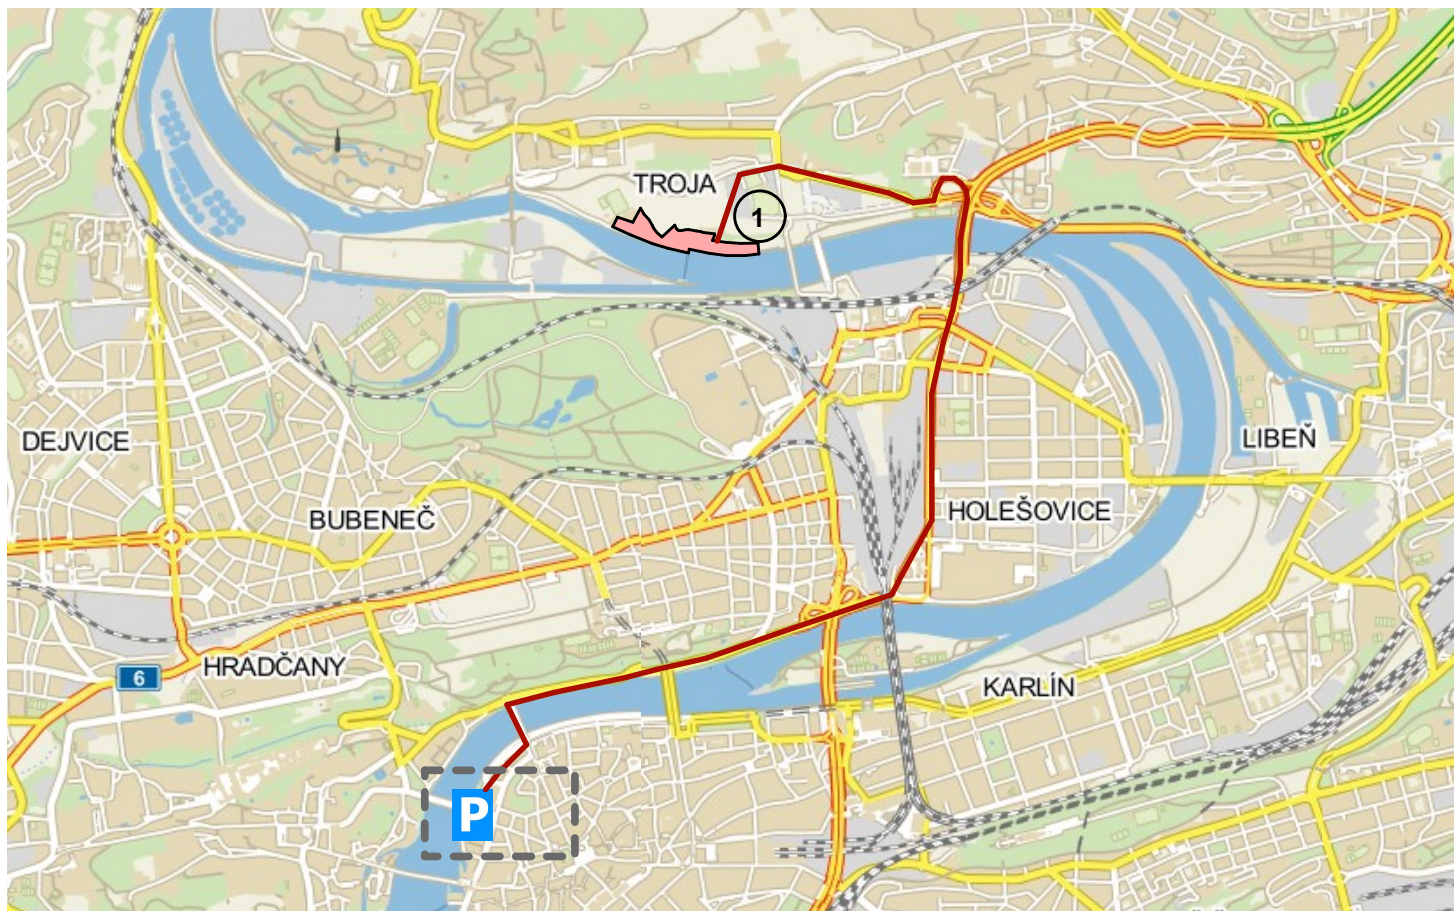 TROJA
1
DEJVICE
LIBEŇ
BUBENEČ
HOLEŠOVICE
HRADČANY
6
KARLÍN
P